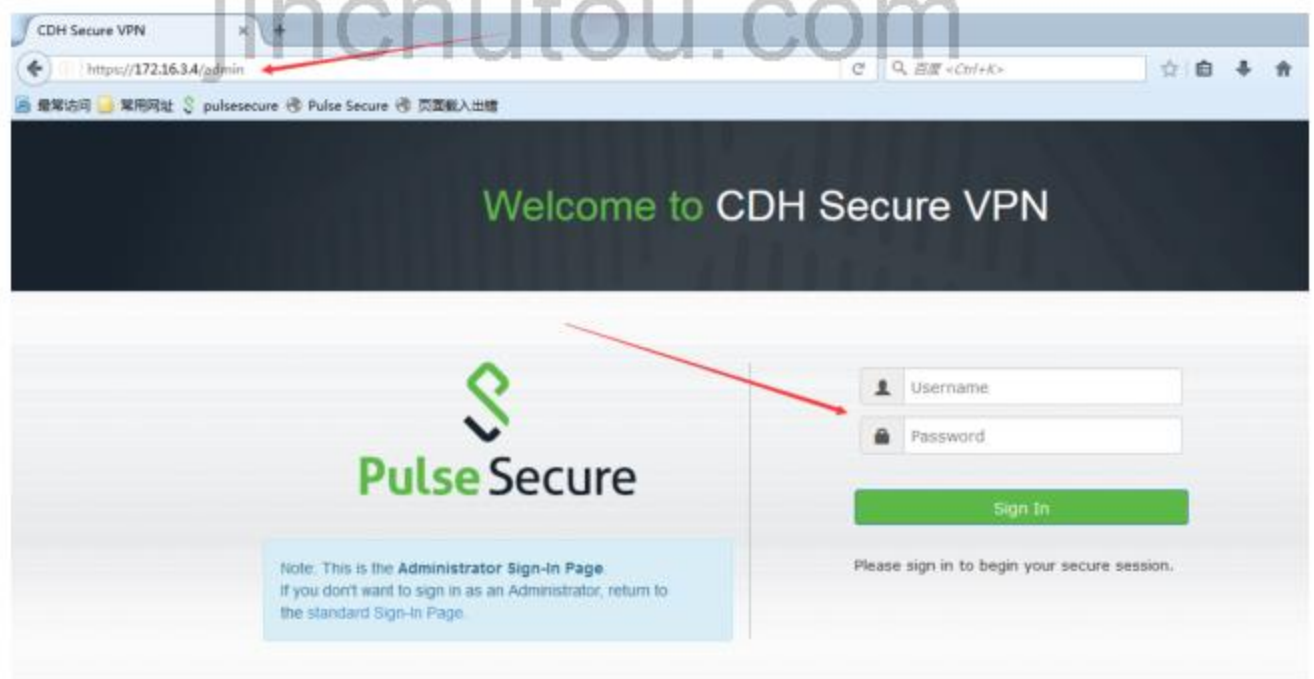 jinchutou.com
CDH Secure VPN
https://172.16.3.4/admin
百度 <Ctrl+K>
最常访问 常用网址 pulsesecure Pulse Secure 页面载入出错
Welcome to CDH Secure VPN
Username
Password
Pulse Secure
Sign In
Note: This is the Administrator Sign-In Page.
If you don't want to sign in as an Administrator, return to
the standard Sign-In Page.
Please sign in to begin your secure session.